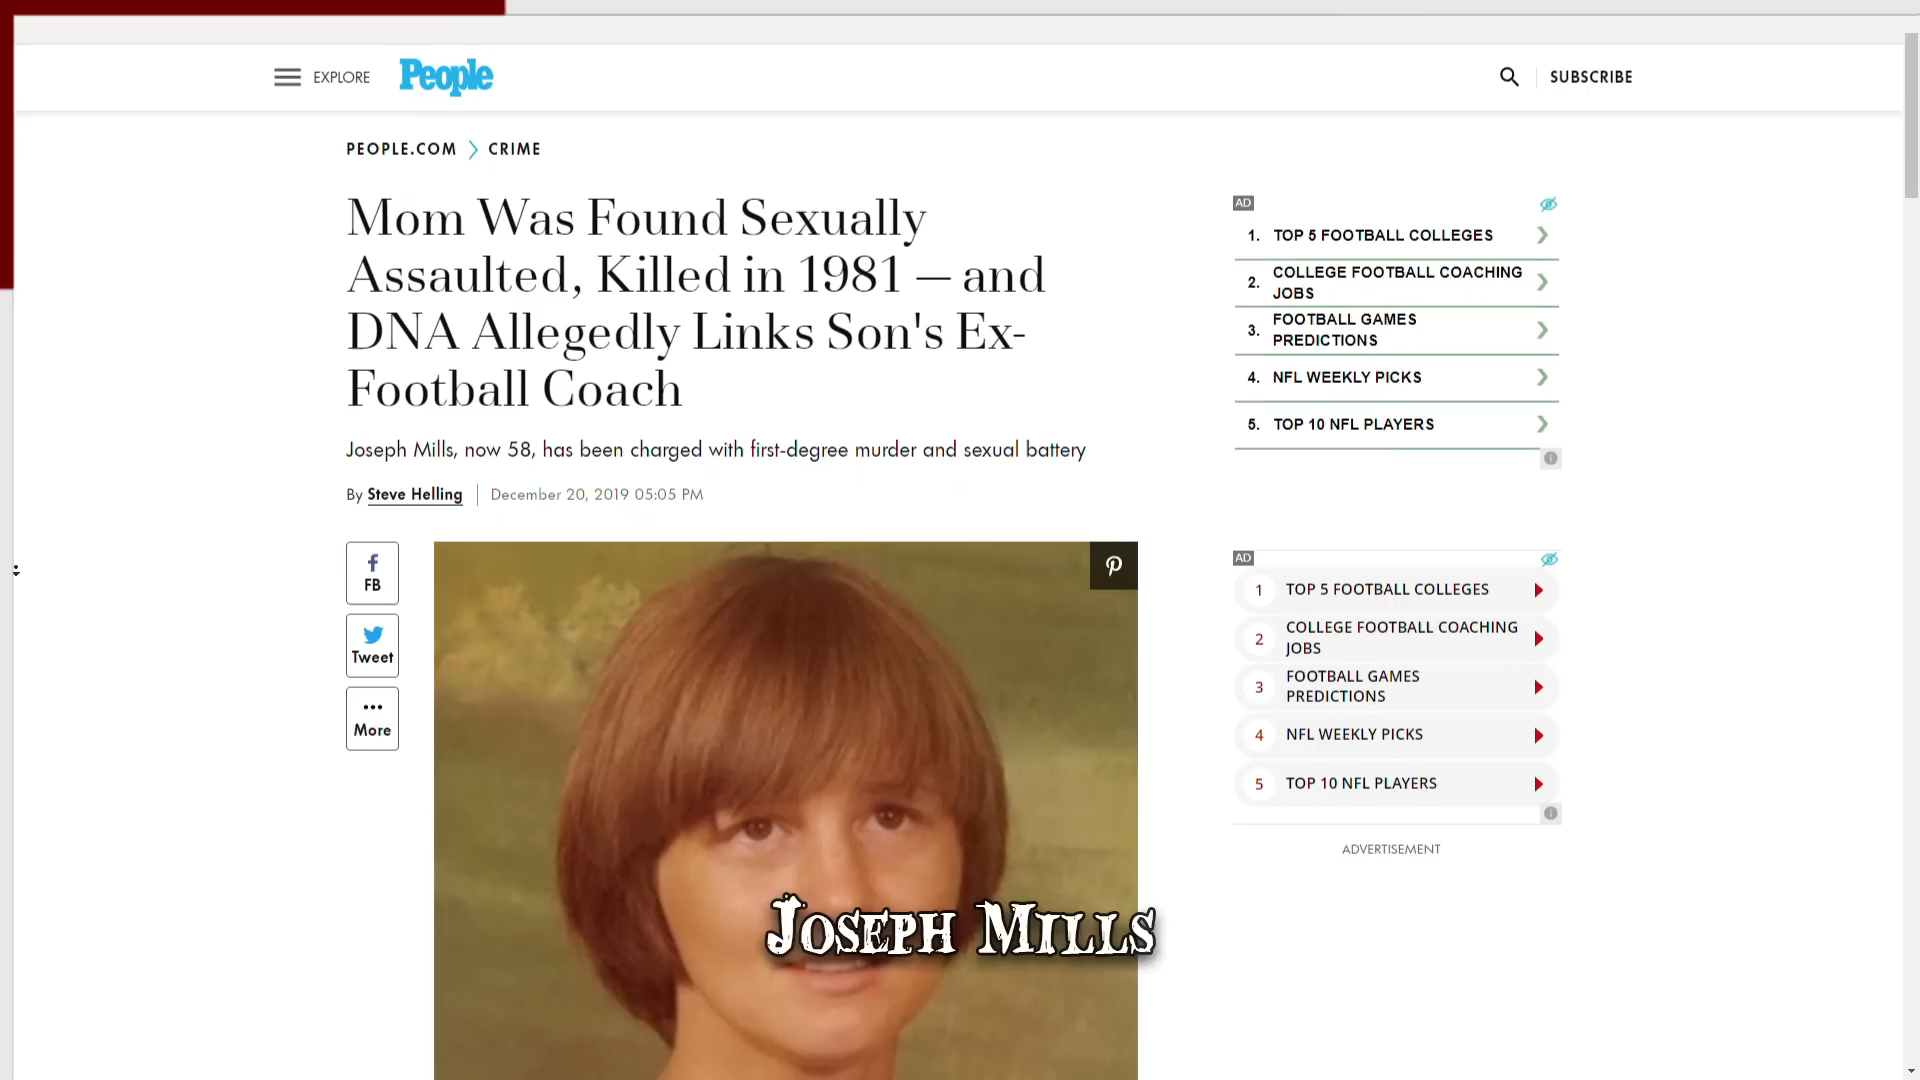 EXPLORE
People
SUBSCRIBE
PEOPLE.COM
CRIME
Mom Was Found Sexually
Assaulted, Killed in 1981 — and
DNA Allegedly Links Son's Ex-
Football Coach
Joseph Mills, now 58, has been charged with first-degree murder and sexual battery
By Steve Helling
December 20, 2019 05:05 PM
f
FB
Tweet
More
Joseph Mills
AD
1. TOP 5 FOOTBALL COLLEGES
2. COLLEGE FOOTBALL COACHING
JOBS
3. FOOTBALL GAMES
PREDICTIONS
4. NFL WEEKLY PICKS
5. TOP 10 NFL PLAYERS
AD
1 TOP 5 FOOTBALL COLLEGES
2 COLLEGE FOOTBALL COACHING
JOBS
3 FOOTBALL GAMES
PREDICTIONS
4 NFL WEEKLY PICKS
5 TOP 10 NFL PLAYERS
ADVERTISEMENT